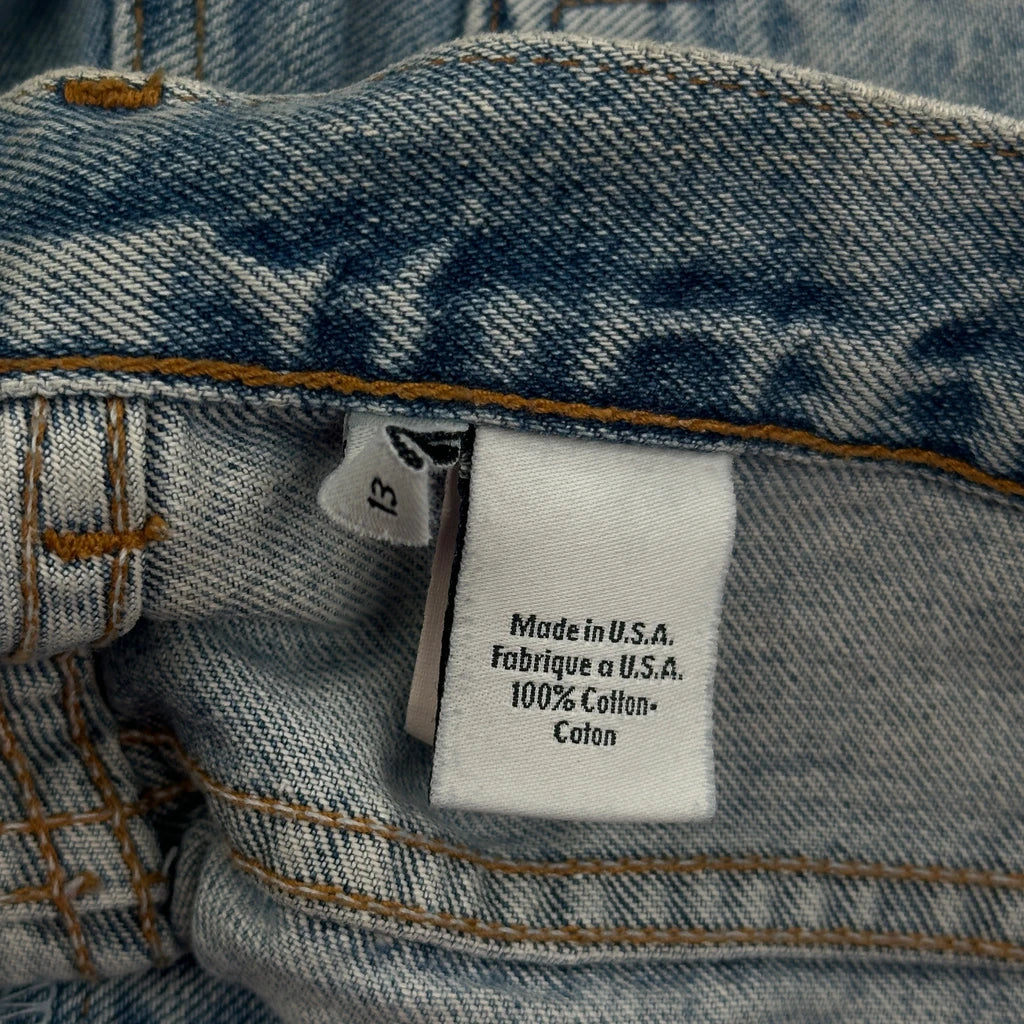 13
Made in U.S.A.
Fabrique a U.S.A.
100% Cotton•
Coton